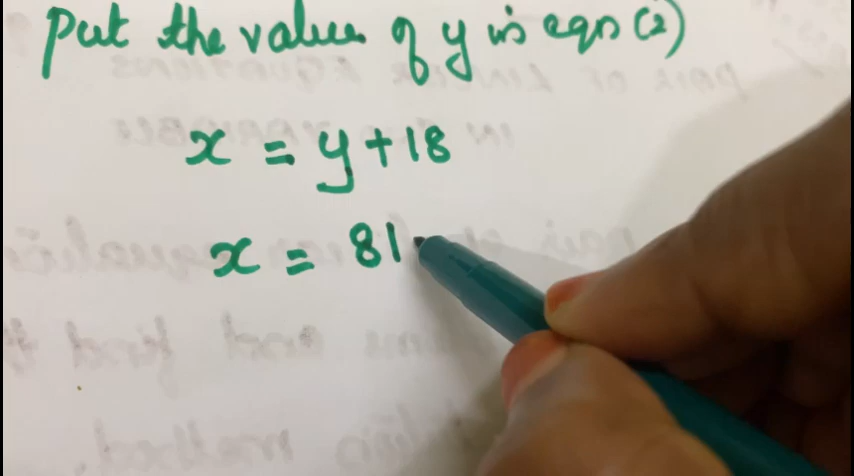 Put the value of y in eqn (2)
x = y + 18
x = 81